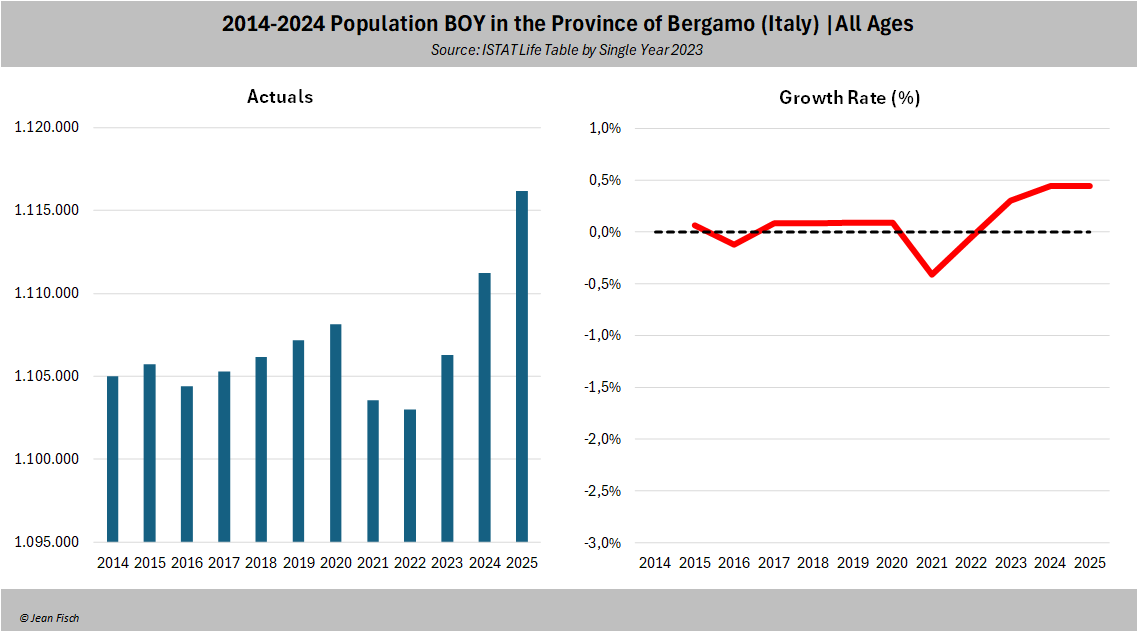 2014-2024 Population BOY in the Province of Bergamo (Italy) |All Ages
Source: ISTAT Life Table by Single Year 2023
Actuals
1.120.000
1.115.000
1.110.000
1.105.000
1.100.000
1.095.000
2014 2015 2016 2017 2018 2019 2020 2021 2022 2023 2024 2025
Growth Rate (%)
1,0%
0,5%
0,0%
-0,5%
-1,0%
-1,5%
-2,0%
-2,5%
-3,0%
2014 2015 2016 2017 2018 2019 2020 2021 2022 2023 2024 2025
© Jean Fisch